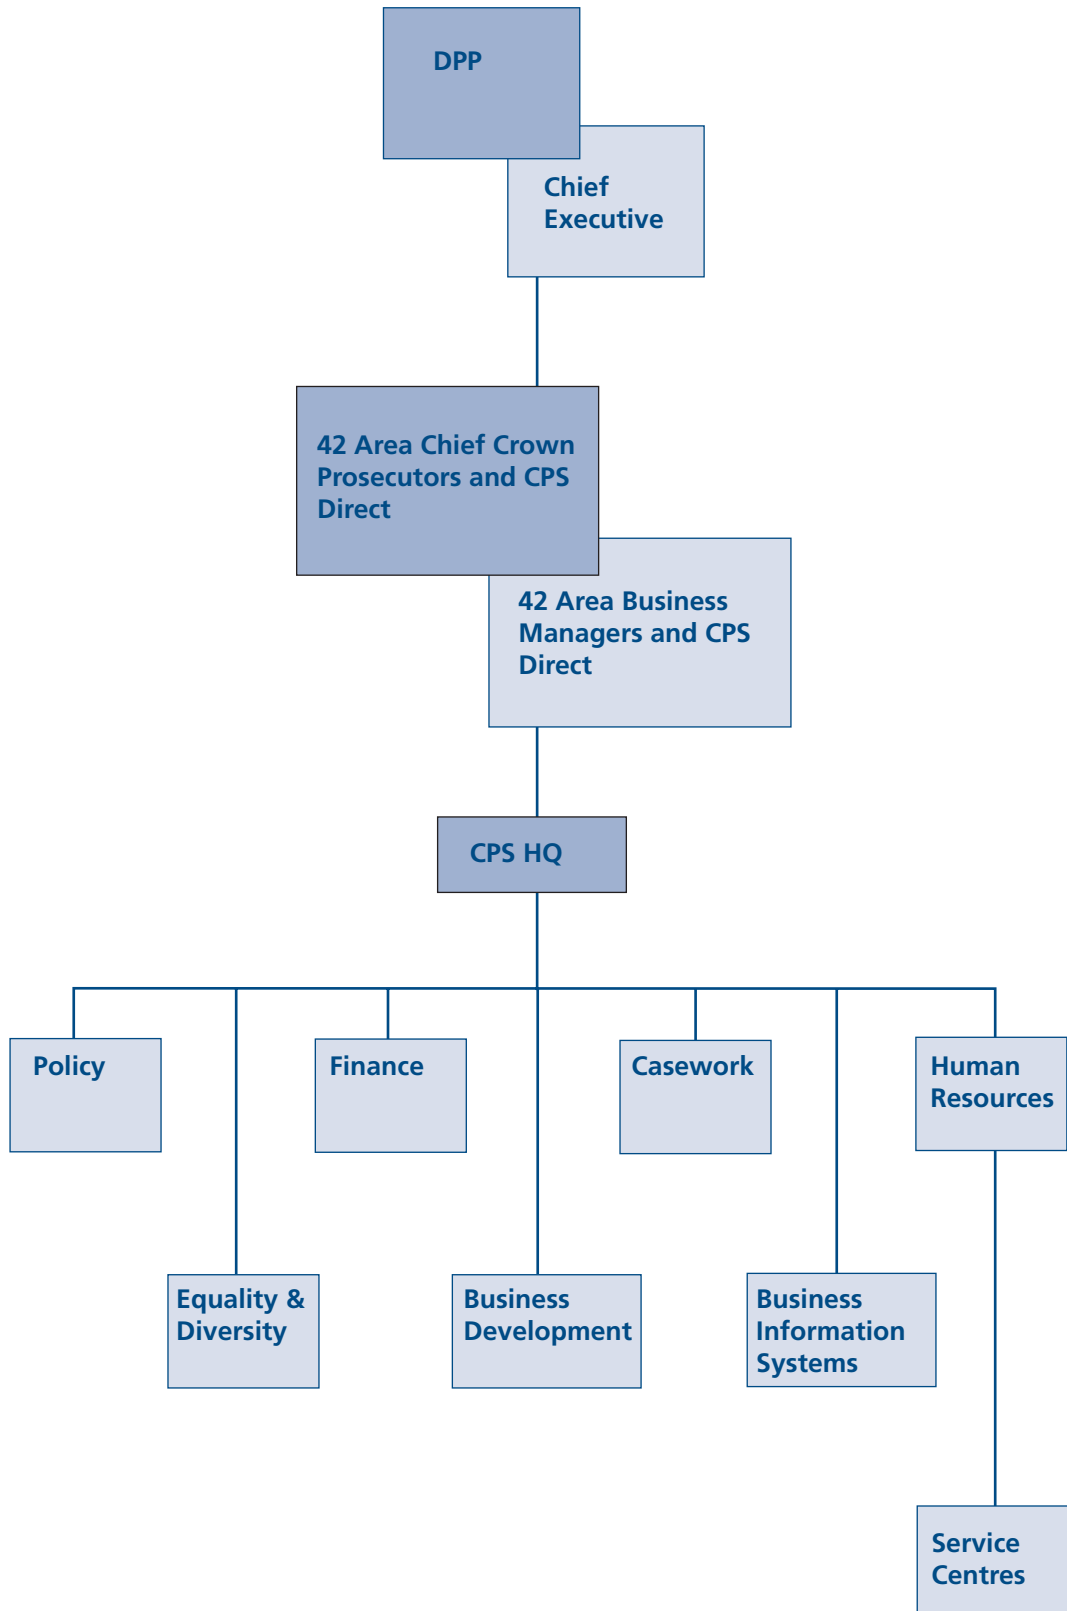 DPP
Chief
Executive
42 Area Chief Crown
Prosecutors and CPS
Direct
42 Area Business
Managers and CPS
Direct
CPS HQ
Policy
Finance
Casework
Human
Resources
Equality &
Diversity
Business
Development
Business
Information
Systems
Service
Centres